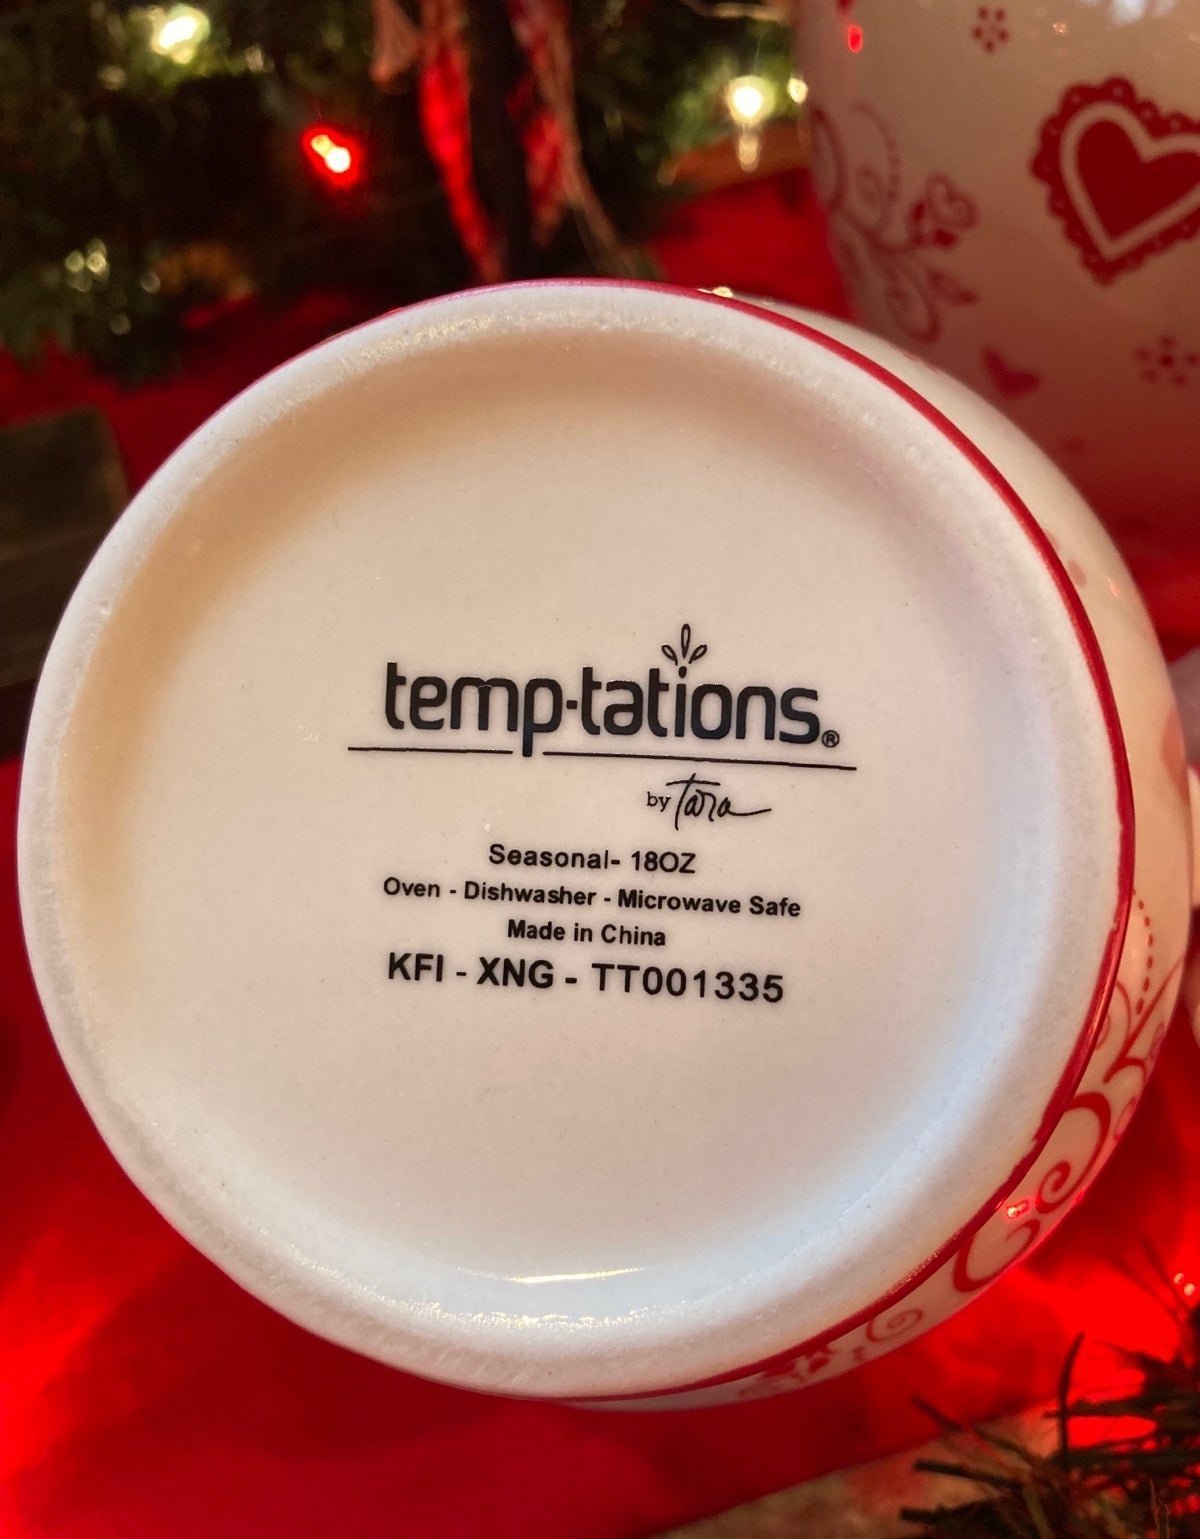 temp-tations®
by Tara
Seasonal- 18OZ
Oven - Dishwasher - Microwave Safe
Made in China
KFI - XNG - TT001335